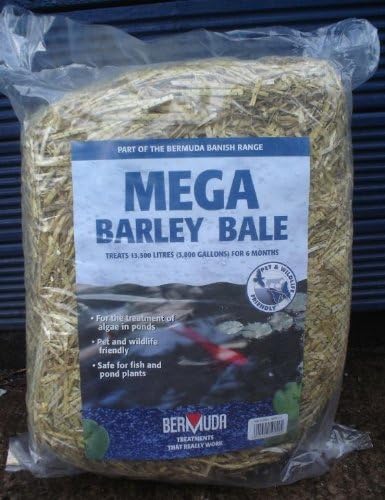 PART OF THE BERMUDA BANISH RANGE
MEGA
BARLEY BALE
TREATS 13,500 LITRES (3,000 GALLONS) FOR 6 MONTHS
PET & WILDLIFE
FRIENDLY
• For the treatment of
algae in ponds
• Pet and wildlife
friendly
• Safe for fish and
pond plants
BERMUDA
TREATMENTS
THAT REALLY WORK